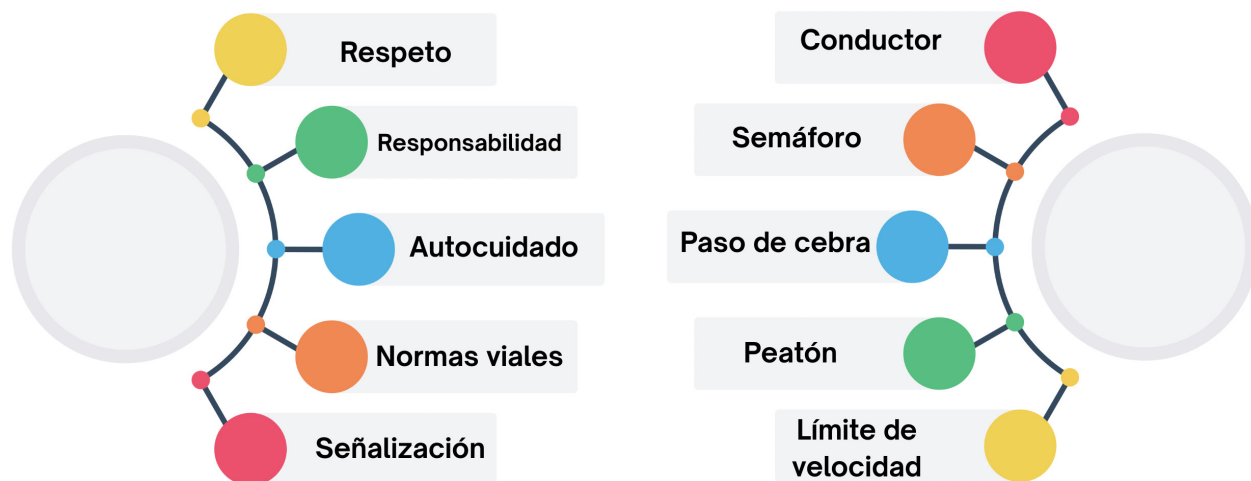 Respeto
Responsabilidad
Autocuidado
Normas viales
Señalización
Conductor
Semáforo
Paso de cebra
Peatón
Límite de
velocidad